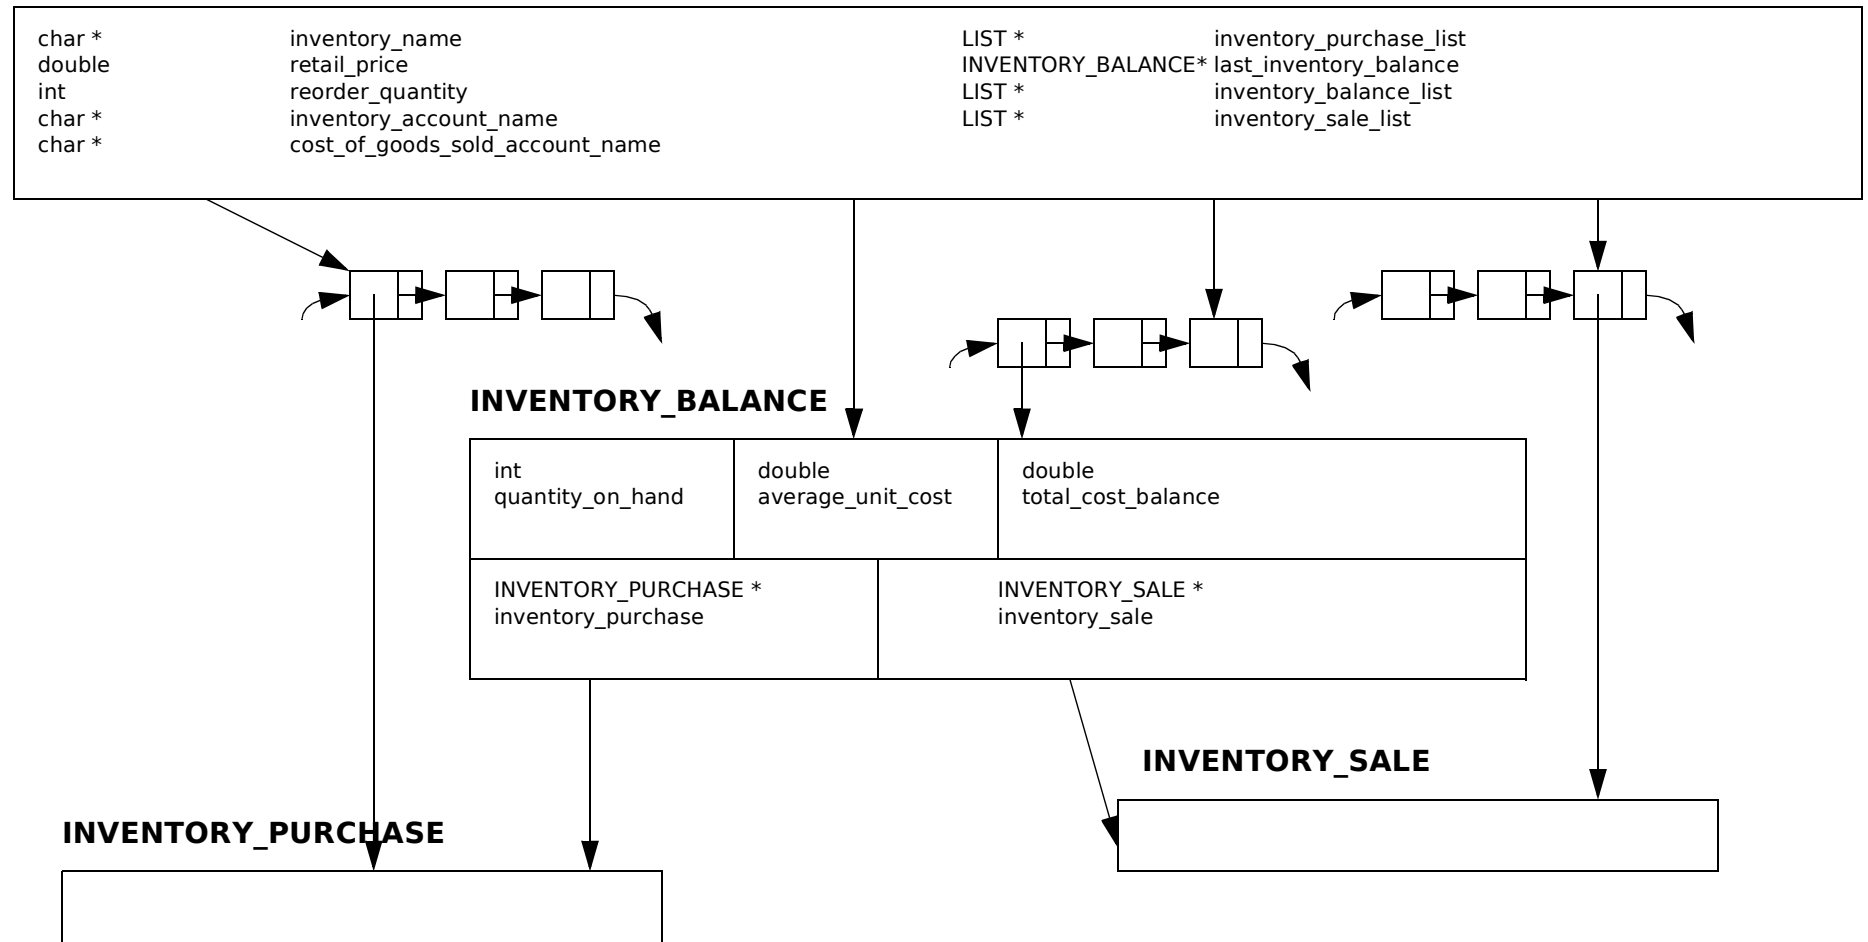 char * inventory_name
double retail_price
int reorder_quantity
char * inventory_account_name
char * cost_of_goods_sold_account_name
LIST * inventory_purchase_list
INVENTORY_BALANCE* last_inventory_balance
LIST * inventory_balance_list
LIST * inventory_sale_list
INVENTORY_BALANCE
int
quantity_on_hand
double
average_unit_cost
double
total_cost_balance
INVENTORY_PURCHASE *
inventory_purchase
INVENTORY_SALE *
inventory_sale
INVENTORY_SALE
INVENTORY_PURCHASE